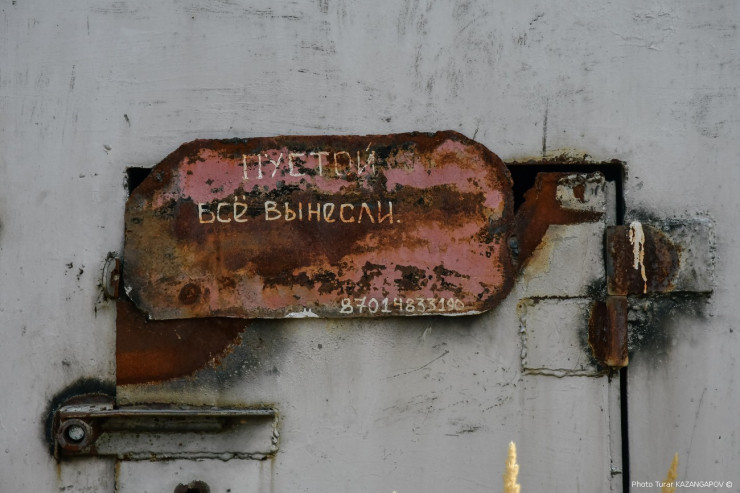 ПУСТОЙ
ВСЁ ВЫНЕСЛИ.
87014833190
Photo Turar KAZANGAPOV ©